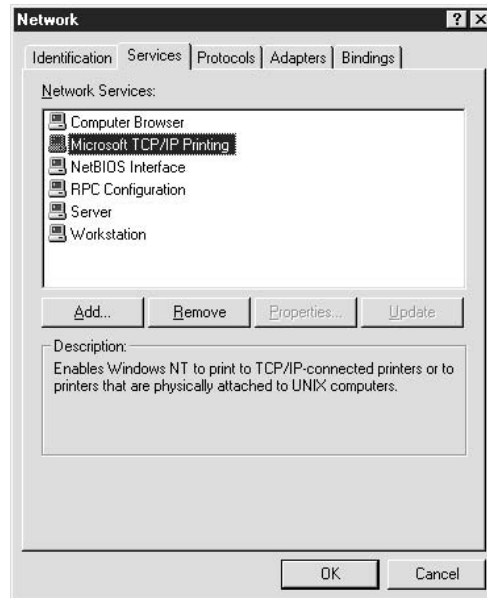 Network
Identification Services Protocols Adapters Bindings
Network Services:
Computer Browser
Microsoft TCP/IP Printing
NetBIOS Interface
RPC Configuration
Server
Workstation
Add... Remove Properties... Update
Description:
Enables Windows NT to print to TCP/IP-connected printers or to
printers that are physically attached to UNIX computers.
OK Cancel